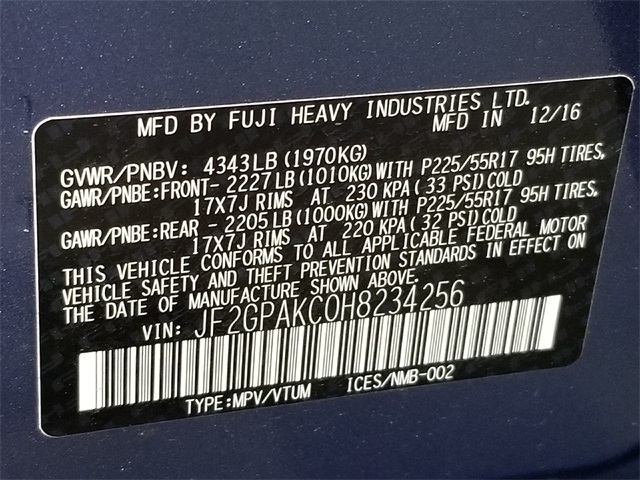 MFD BY FUJI HEAVY INDUSTRIES LTD.
MFD IN 12/16
GVWR/PNBV: 4343LB(1970KG)
GAWR/PNBE:FRONT- 2227LB(1010KG)WITH P225/55R17 95H TIRES,
17X7J RIMS AT 230 KPA(33 PSI)COLD
GAWR/PNBE:REAR - 2205LB(1000KG)WITH P225/55R17 95H TIRES,
17X7J RIMS AT 220 KPA(32 PSI)COLD
THIS VEHICLE CONFORMS TO ALL APPLICABLE FEDERAL MOTOR
VEHICLE SAFETY AND THEFT PREVENTION STANDARDS IN EFFECT ON
THE DATE OF MANUFACTURE SHOWN ABOVE.
VIN: JF2GPAKC0H8234256
TYPE:MPV/VTUM ICES/NMB-002